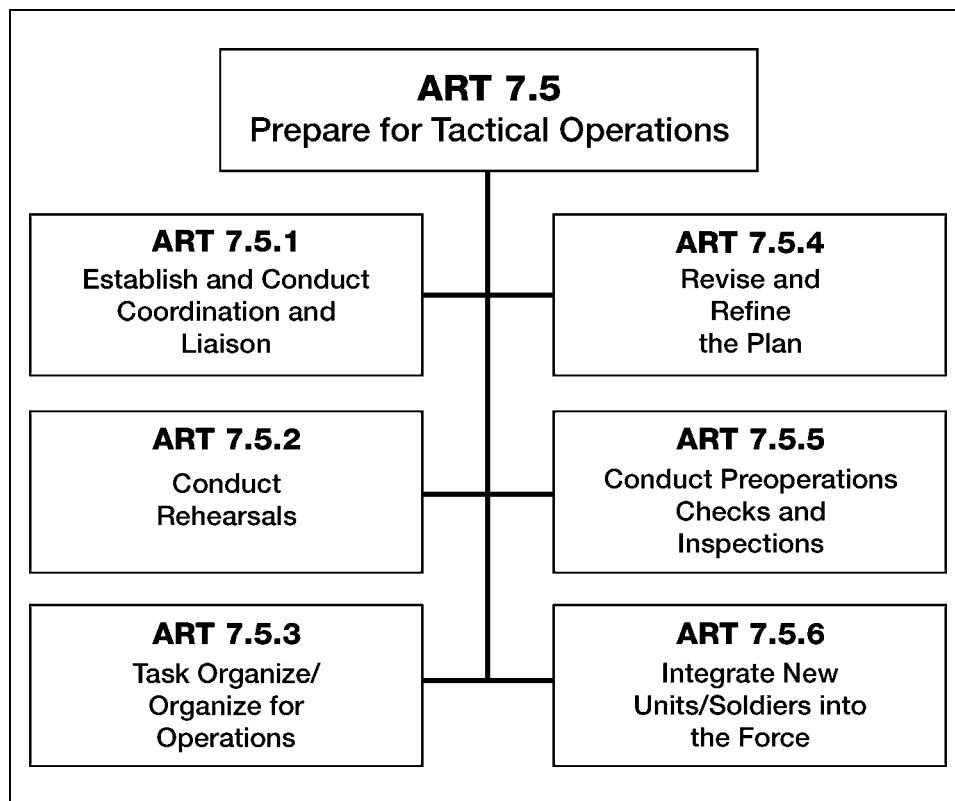 ART 7.5
Prepare for Tactical Operations
ART 7.5.1
Establish and Conduct
Coordination and
Liaison
ART 7.5.2
Conduct
Rehearsals
ART 7.5.3
Task Organize/
Organize for
Operations
ART 7.5.4
Revise and
Refine
the Plan
ART 7.5.5
Conduct Preoperations
Checks and
Inspections
ART 7.5.6
Integrate New
Units/Soldiers into
the Force